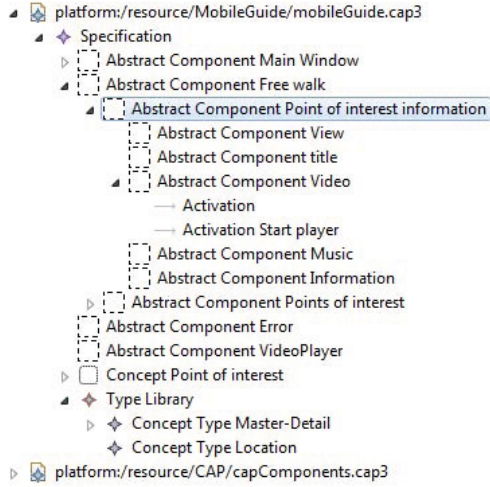 platform:/resource/MobileGuide/mobileGuide.cap3
Specification
Abstract Component Main Window
Abstract Component Free walk
Abstract Component Point of interest information
Abstract Component View
Abstract Component title
Abstract Component Video
Activation
Activation Start player
Abstract Component Music
Abstract Component Information
Abstract Component Points of interest
Abstract Component Error
Abstract Component VideoPlayer
Concept Point of interest
Type Library
Concept Type Master-Detail
Concept Type Location
platform:/resource/CAP/capComponents.cap3